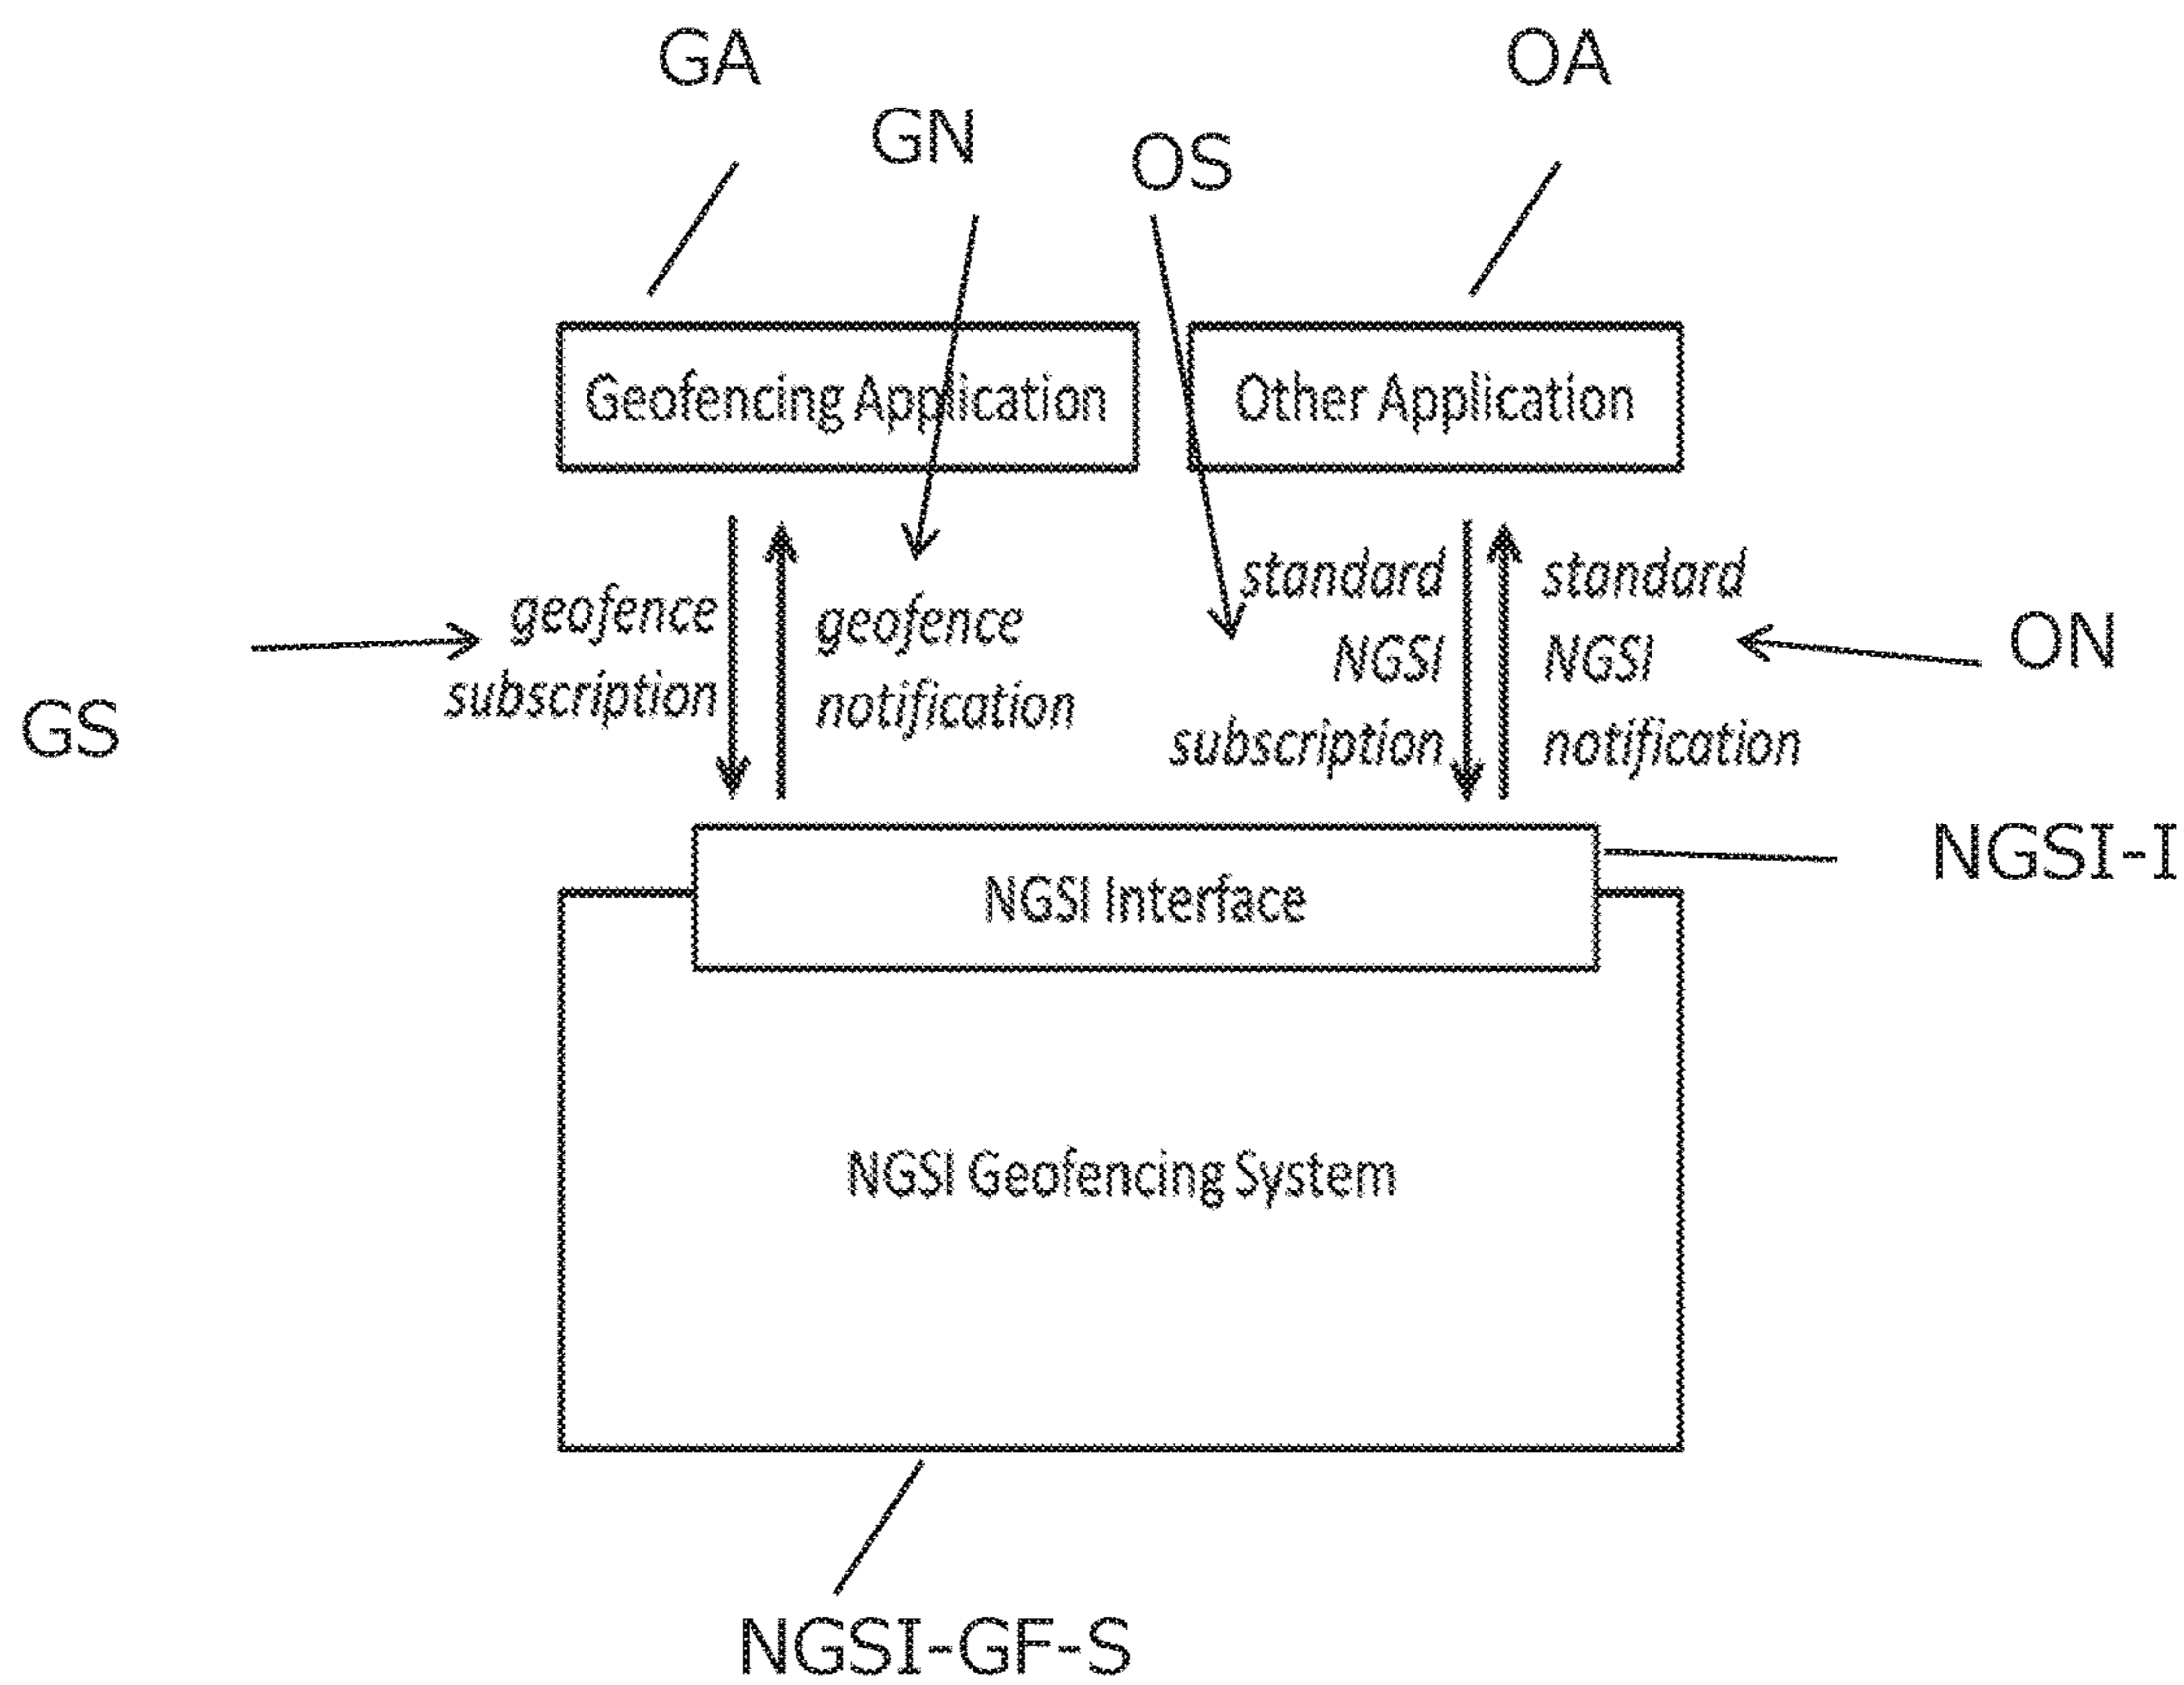 GA
OA
GN
OS
Geofencing Application
Other Application
geofence
subscription
geofence
notification
standard
NGSI
subscription
standard
NGSI
notification
ON
GS
NGSI-I
NGSI Interface
NGSI Geofencing System
NGSI-GF-S